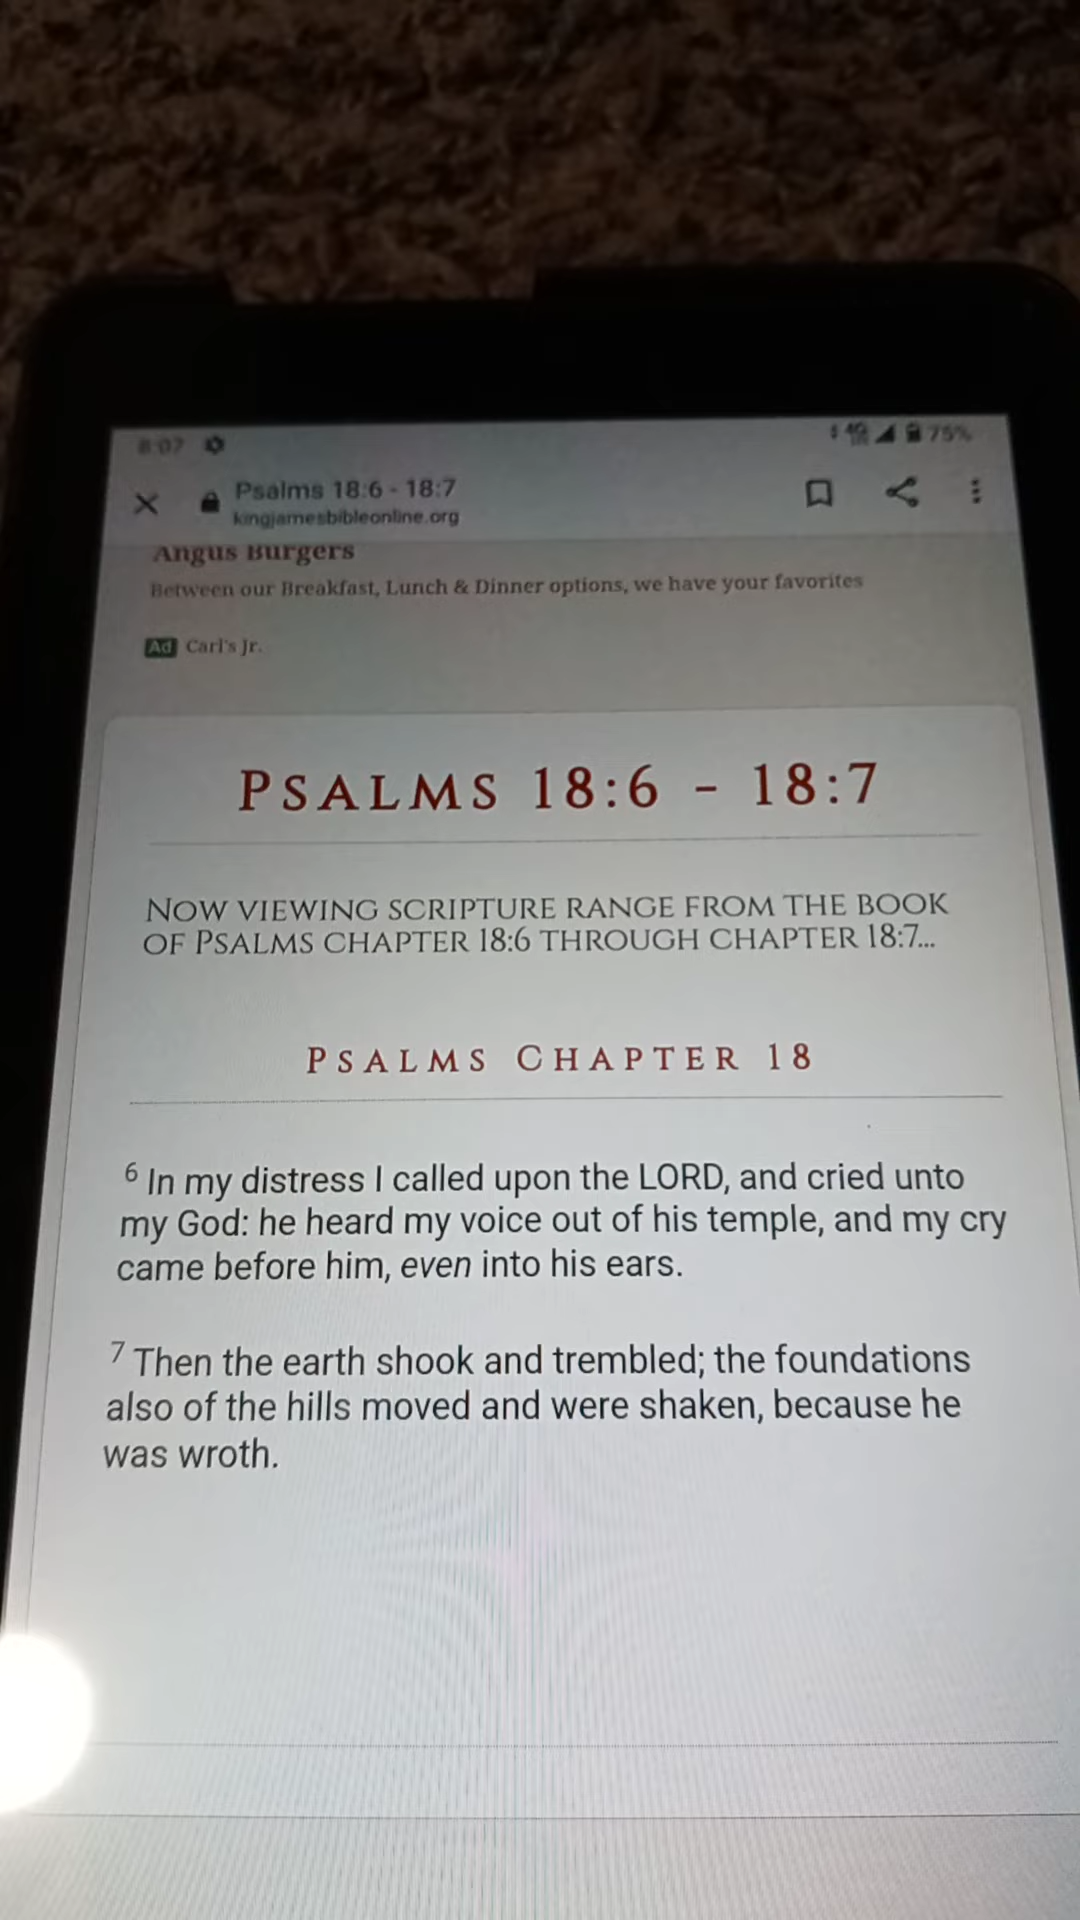 8:07
4G 75%
Psalms 18:6 - 18:7
kingjamesbibleonline.org
Angus Burgers
Between our Breakfast, Lunch & Dinner options, we have your favorites
Ad Carl's Jr.
PSALMS 18:6 - 18:7
NOW VIEWING SCRIPTURE RANGE FROM THE BOOK
OF PSALMS CHAPTER 18:6 THROUGH CHAPTER 18:7...
PSALMS CHAPTER 18
6 In my distress I called upon the LORD, and cried unto
my God: he heard my voice out of his temple, and my cry
came before him, even into his ears.
7 Then the earth shook and trembled; the foundations
also of the hills moved and were shaken, because he
was wroth.